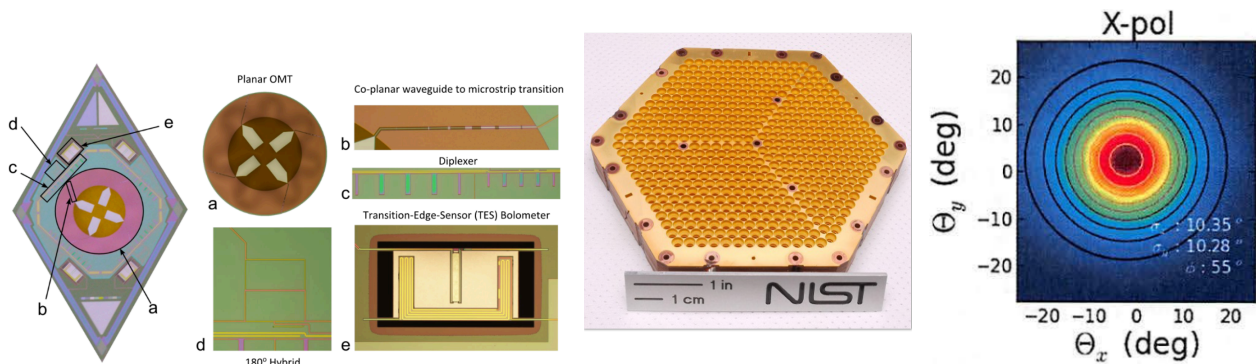 d
e
c
b
a
Planar OMT
a
Co-planar waveguide to microstrip transition
b
Diplexer
c
180° Hybrid
d
Transition-Edge-Sensor (TES) Bolometer
e
1 in
1 cm
NIST
X-pol
Θy (deg)
20
10
0
−10
−20
: 10.35°
: 10.28°
: 55°
−20 −10 0 10 20
Θx (deg)